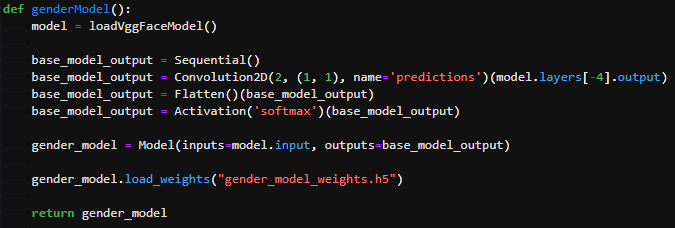 def genderModel():
model = loadVggFaceModel()
base_model_output = Sequential()
base_model_output = Convolution2D(2, (1, 1), name='predictions')(model.layers[-4].output)
base_model_output = Flatten()(base_model_output)
base_model_output = Activation('softmax')(base_model_output)
gender_model = Model(inputs=model.input, outputs=base_model_output)
gender_model.load_weights("gender_model_weights.h5")
return gender_model